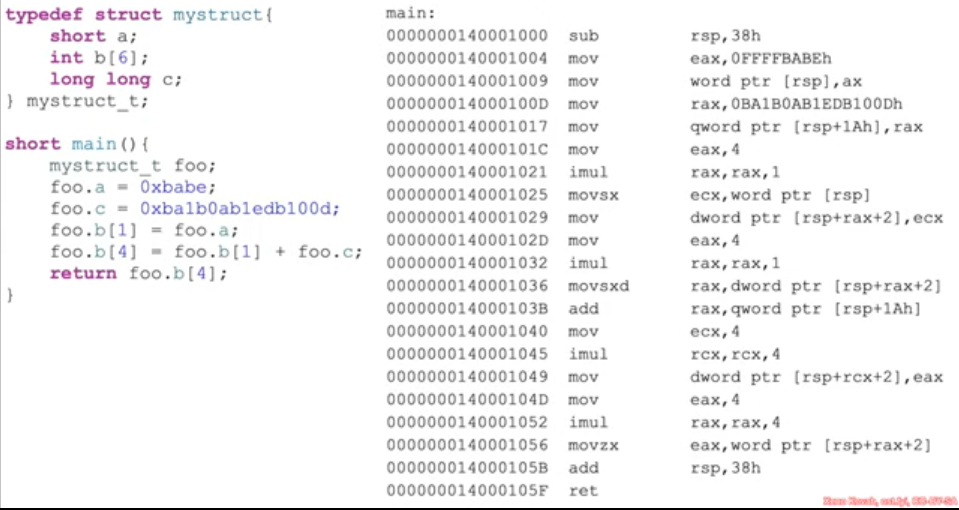 typedef struct mystruct{
    short a;
    int b[6];
    long long c;
} mystruct_t;

short main(){
    mystruct_t foo;
    foo.a = 0xbabe;
    foo.c = 0xba1b0ab1edb100d;
    foo.b[1] = foo.a;
    foo.b[4] = foo.b[1] + foo.c;
    return foo.b[4];
}
main:
0000000140001000  sub         rsp,38h
0000000140001004  mov         eax,0FFFFBABEh
0000000140001009  mov         word ptr [rsp],ax
000000014000100D  mov         rax,0BA1B0AB1EDB100Dh
0000000140001017  mov         qword ptr [rsp+1Ah],rax
000000014000101C  mov         eax,4
0000000140001021  imul        rax,rax,1
0000000140001025  movsx       ecx,word ptr [rsp]
0000000140001029  mov         dword ptr [rsp+rax+2],ecx
000000014000102D  mov         eax,4
0000000140001032  imul        rax,rax,1
0000000140001036  movsxd      rax,dword ptr [rsp+rax+2]
000000014000103B  add         rax,qword ptr [rsp+1Ah]
0000000140001040  mov         ecx,4
0000000140001045  imul        rcx,rcx,4
0000000140001049  mov         dword ptr [rsp+rcx+2],eax
000000014000104D  mov         eax,4
0000000140001052  imul        rax,rax,4
0000000140001056  movzx       eax,word ptr [rsp+rax+2]
000000014000105B  add         rsp,38h
000000014000105F  ret